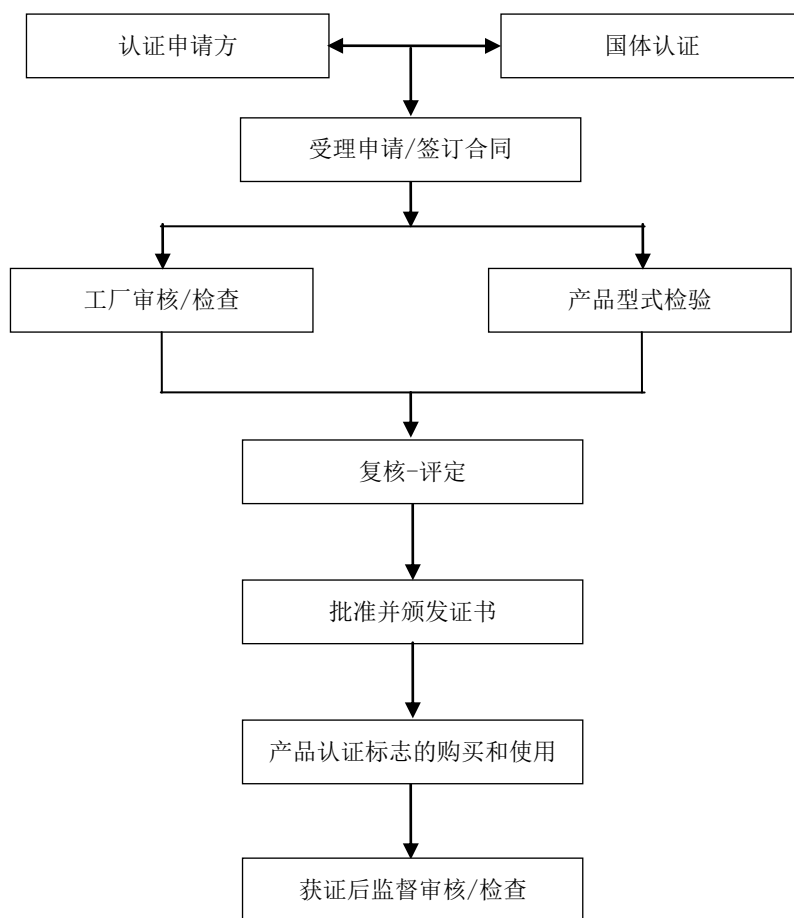 认证申请方
国体认证
受理申请/签订合同
工厂审核/检查
产品型式检验
复核-评定
批准并颁发证书
产品认证标志的购买和使用
获证后监督审核/检查